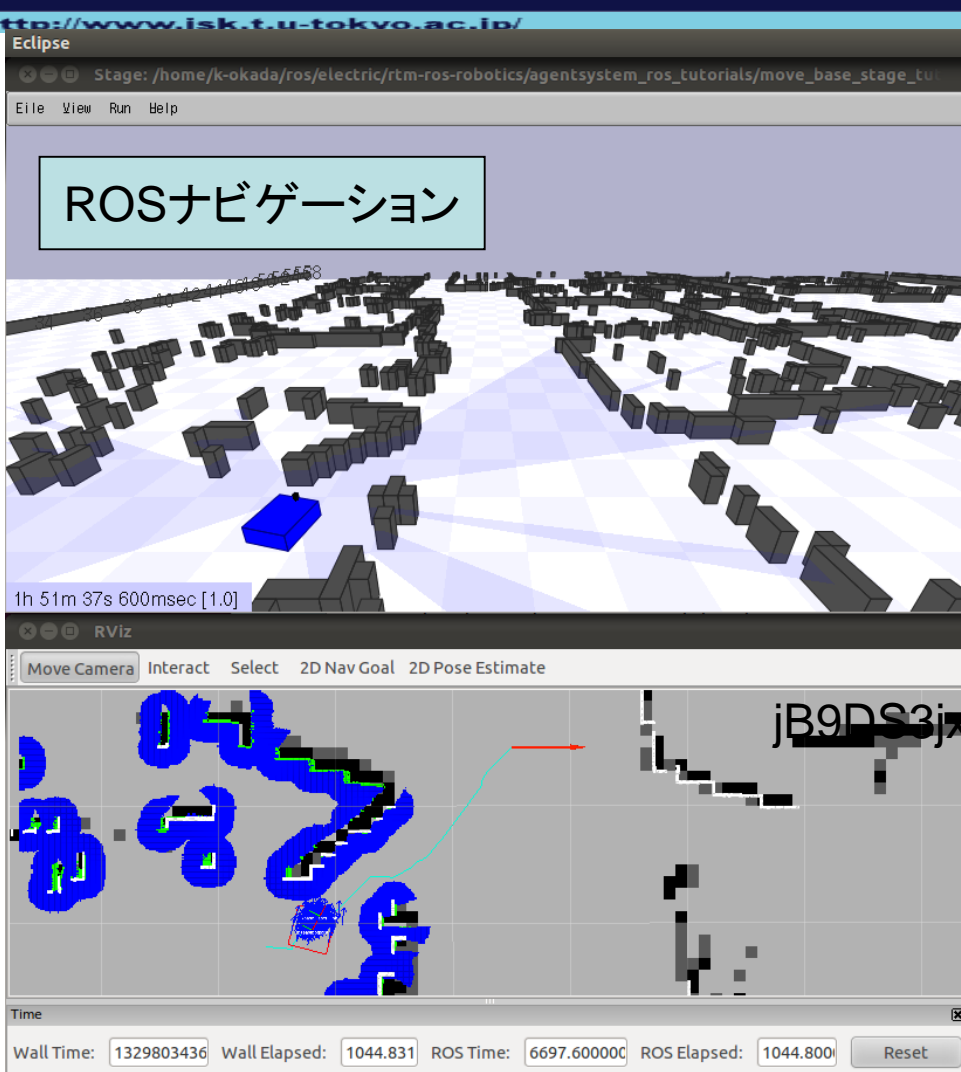 ttp://www.jsk.t.u-tokyo.ac.jp/
Eclipse
Stage: /home/k-okada/ros/electric/rtm-ros-robotics/agentsystem_ros_tutorials/move_base_stage_tut
File View Run Help
ROSナビゲーション
1h 51m 37s 600msec [1.0]
RViz
Move Camera Interact Select 2D Nav Goal 2D Pose Estimate
jB9DS3jx
Time
Wall Time: 1329803436 Wall Elapsed: 1044.831 ROS Time: 6697.600000 ROS Elapsed: 1044.800 Reset